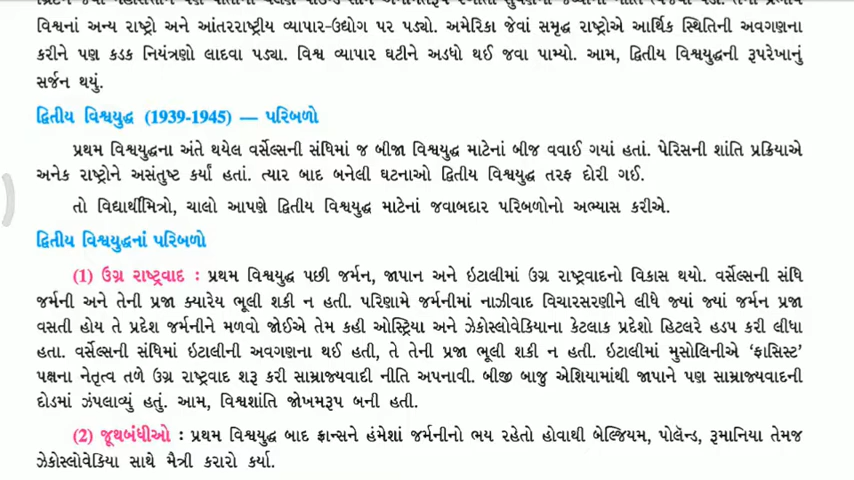 વિશ્વનાં અન્ય રાષ્ટ્રો અને આંતરરાષ્ટ્રીય વ્યાપાર-ઉદ્યોગ પર પડ્યો. અમેરિકા જેવાં સમૃદ્ધ રાષ્ટ્રોએ આર્થિક સ્થિતિની અવગણના
કરીને પણ કડક નિયંત્રણો લાદવા પડ્યા. વિશ્વ વ્યાપાર ઘટીને અડધો થઈ જવા પામ્યો. આમ, દ્વિતીય વિશ્વયુદ્ધની રૂપરેખાનું
સર્જન થયું.
દ્વિતીય વિશ્વયુદ્ધ (1939-1945) — પરિબળો
પ્રથમ વિશ્વયુદ્ધના અંતે થયેલ વર્સેલ્સની સંધિમાં જ બીજા વિશ્વયુદ્ધ માટેનાં બીજ વવાઈ ગયાં હતાં. પેરિસની શાંતિ પ્રક્રિયાએ
અનેક રાષ્ટ્રોને અસંતુષ્ટ કર્યાં હતાં. ત્યાર બાદ બનેલી ઘટનાઓ દ્વિતીય વિશ્વયુદ્ધ તરફ દોરી ગઈ.
તો વિદ્યાર્થીમિત્રો, ચાલો આપણે દ્વિતીય વિશ્વયુદ્ધ માટેનાં જવાબદાર પરિબળોનો અભ્યાસ કરીએ.
દ્વિતીય વિશ્વયુદ્ધનાં પરિબળો
(1) ઉગ્ર રાષ્ટ્રવાદ : પ્રથમ વિશ્વયુદ્ધ પછી જર્મન, જાપાન અને ઇટાલીમાં ઉગ્ર રાષ્ટ્રવાદનો વિકાસ થયો. વર્સેલ્સની સંધિ
જર્મની અને તેની પ્રજા ક્યારેય ભૂલી શકી ન હતી. પરિણામે જર્મનીમાં નાઝીવાદ વિચારસરણીને લીધે જ્યાં જ્યાં જર્મન પ્રજા
વસતી હોય તે પ્રદેશ જર્મનીને મળવો જોઈએ તેમ કહી ઓસ્ટ્રિયા અને ઝેકોસ્લોવેકિયાના કેટલાક પ્રદેશો હિટલરે હડપ કરી લીધા
હતા. વર્સેલ્સની સંધિમાં ઇટાલીની અવગણના થઈ હતી, તે તેની પ્રજા ભૂલી શકી ન હતી. ઇટાલીમાં મુસોલિનીએ ‘ફાસિસ્ટ’
પક્ષના નેતૃત્વ તળે ઉગ્ર રાષ્ટ્રવાદ શરૂ કરી સામ્રાજ્યવાદી નીતિ અપનાવી. બીજી બાજુ એશિયામાંથી જાપાને પણ સામ્રાજ્યવાદની
દોડમાં ઝંપલાવ્યું હતું. આમ, વિશ્વશાંતિ જોખમરૂપ બની હતી.
(2) જૂથબંધીઓ : પ્રથમ વિશ્વયુદ્ધ બાદ ફ્રાન્સને હંમેશાં જર્મનીનો ભય રહેતો હોવાથી બેલ્જિયમ, પોલૅન્ડ, રૂમાનિયા તેમજ
ઝેકોસ્લોવેકિયા સાથે મૈત્રી કરારો કર્યા.